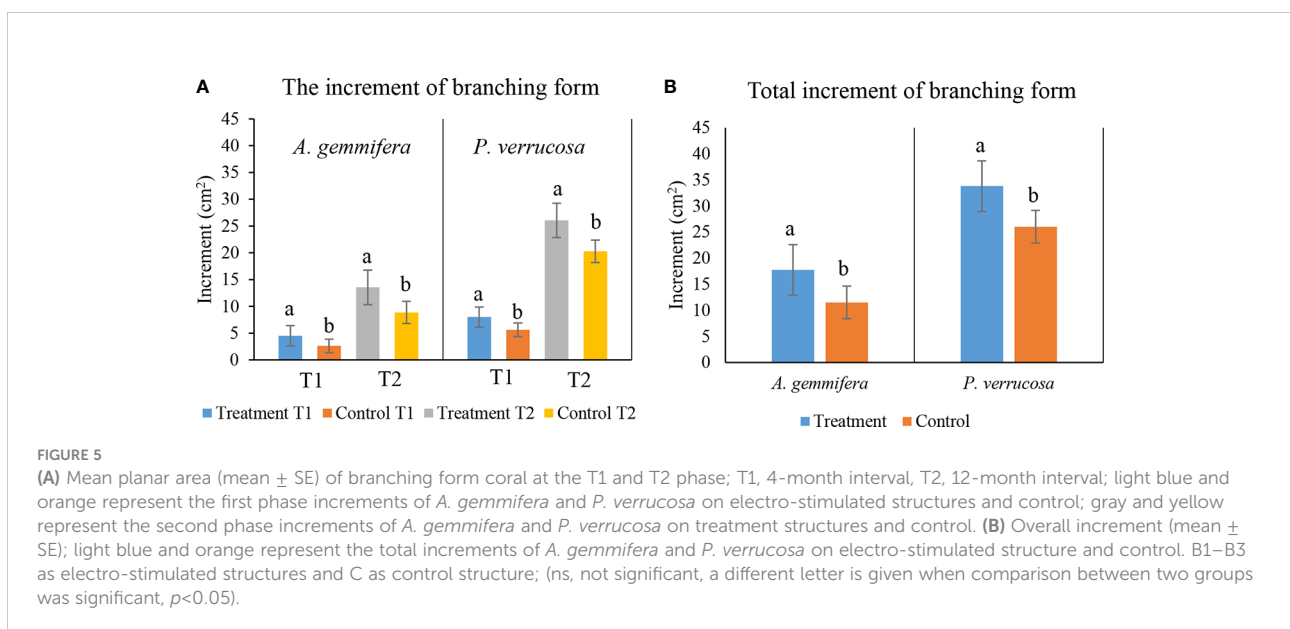 A The increment of branching form
45
40
35
30
25
20
15
10
5
0
Increment (cm²)
A. gemmifera P. verrucosa
a b a b a b a b
T1 T2 T1 T2
Treatment T1 Control T1 Treatment T2 Control T2
B Total increment of branching form
45
40
35
30
25
20
15
10
5
0
Increment (cm²)
a b a b
A. gemmifera P. verrucosa
Treatment Control
FIGURE 5
(A) Mean planar area (mean ± SE) of branching form coral at the T1 and T2 phase; T1, 4-month interval, T2, 12-month interval; light blue and
orange represent the first phase increments of A. gemmifera and P. verrucosa on electro-stimulated structures and control; gray and yellow
represent the second phase increments of A. gemmifera and P. verrucosa on treatment structures and control. (B) Overall increment (mean ±
SE); light blue and orange represent the total increments of A. gemmifera and P. verrucosa on electro-stimulated structure and control. B1–B3
as electro-stimulated structures and C as control structure; (ns, not significant, a different letter is given when comparison between two groups
was significant, p<0.05).